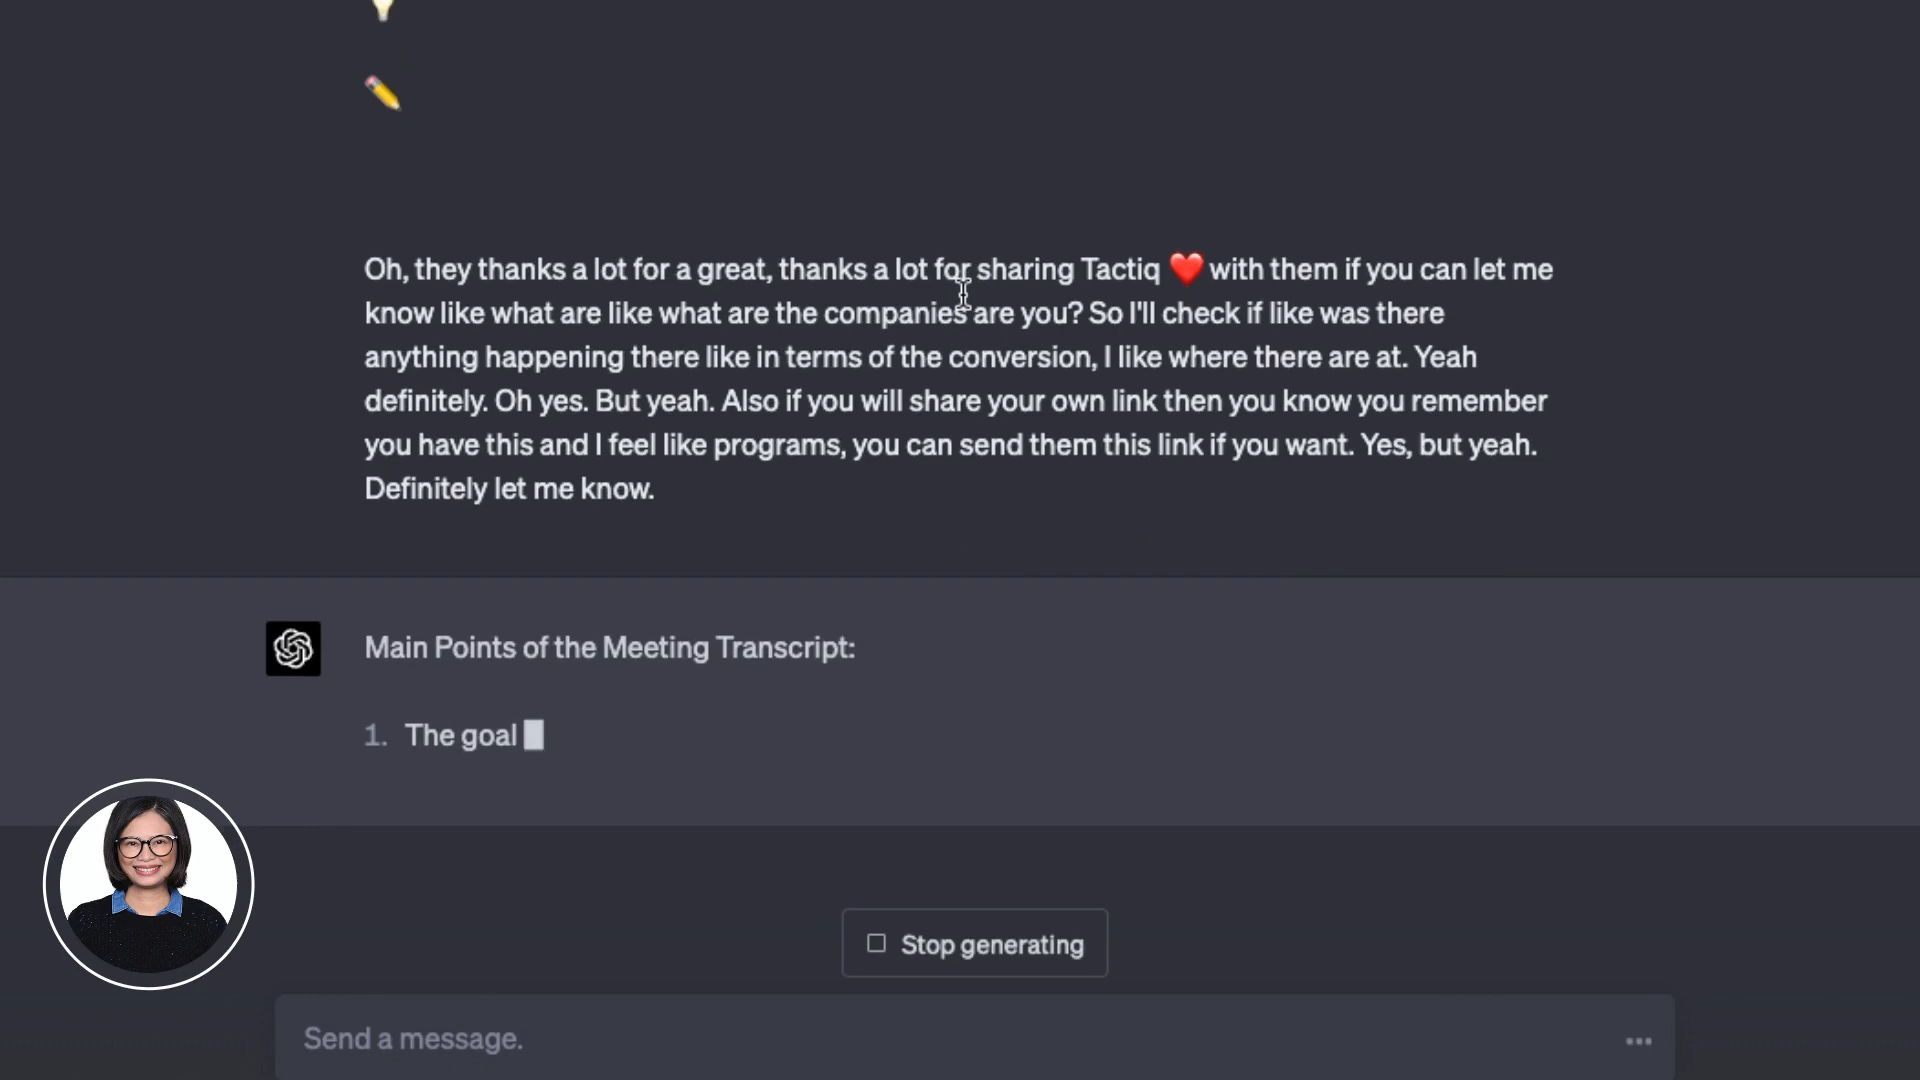 Oh, they thanks a lot for a great, thanks a lot for sharing Tactiq ❤️ with them if you can let me
know like what are like what are the companies are you? So I'll check if like was there
anything happening there like in terms of the conversion, I like where there are at. Yeah
definitely. Oh yes. But yeah. Also if you will share your own link then you know you remember
you have this and I feel like programs, you can send them this link if you want. Yes, but yeah.
Definitely let me know.
Main Points of the Meeting Transcript:
1. The goal
Stop generating
Send a message.